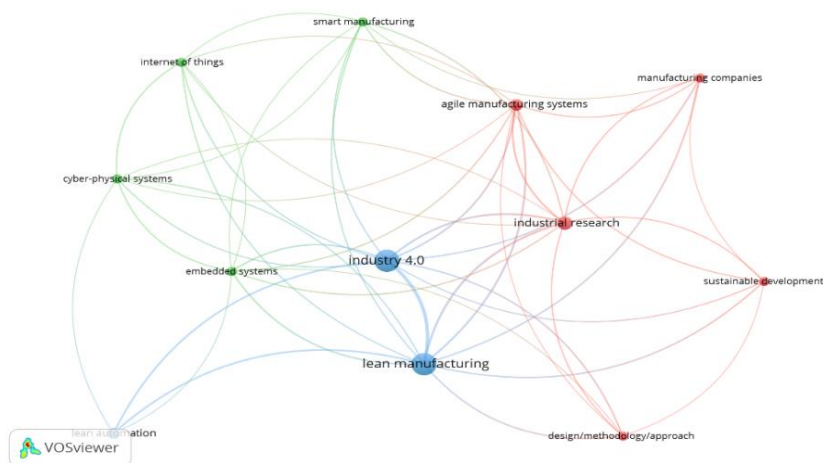 smart manufacturing
internet of things
manufacturing companies
agile manufacturing systems
cyber-physical systems
industrial research
industry 4.0
embedded systems
sustainable development
lean manufacturing
lean automation
design/methodology/approach
VOSviewer